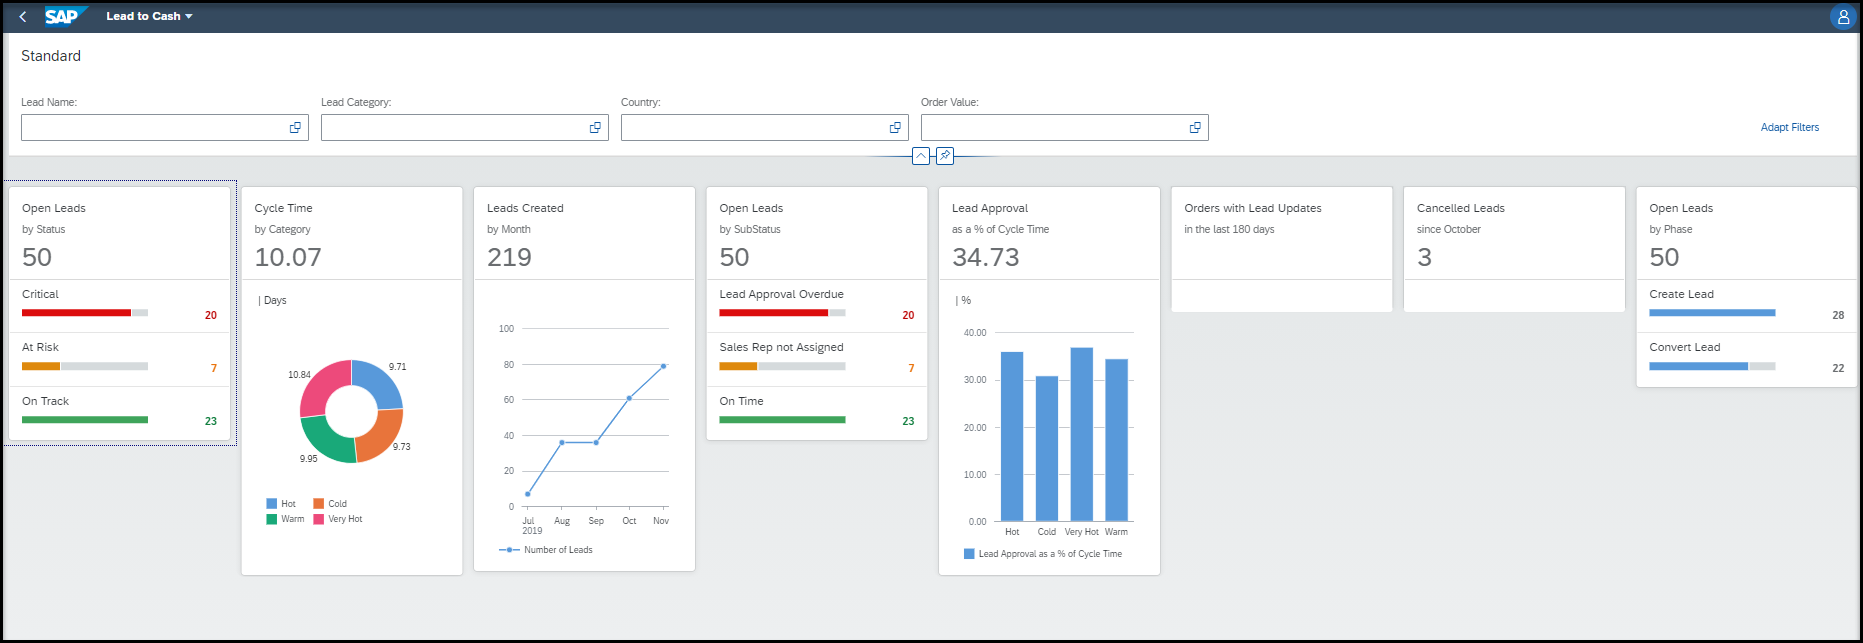 SAP Lead to Cash
Standard
Lead Name:
Lead Category:
Country:
Order Value:
Adapt Filters
Open Leads
by Status
50
Critical
20
At Risk
7
On Track
23
Cycle Time
by Category
10.07
| Days
10.84
9.71
9.95
9.73
Hot
Cold
Warm
Very Hot
Leads Created
by Month
219
100
80
60
40
20
0
Jul Aug Sep Oct Nov
2019
Number of Leads
Open Leads
by SubStatus
50
Lead Approval Overdue
20
Sales Rep not Assigned
7
On Time
23
Lead Approval
as a % of Cycle Time
34.73
| %
40.00
30.00
20.00
10.00
0.00
Hot Cold Very Hot Warm
Lead Approval as a % of Cycle Time
Orders with Lead Updates
in the last 180 days
Cancelled Leads
since October
3
Open Leads
by Phase
50
Create Lead
28
Convert Lead
22